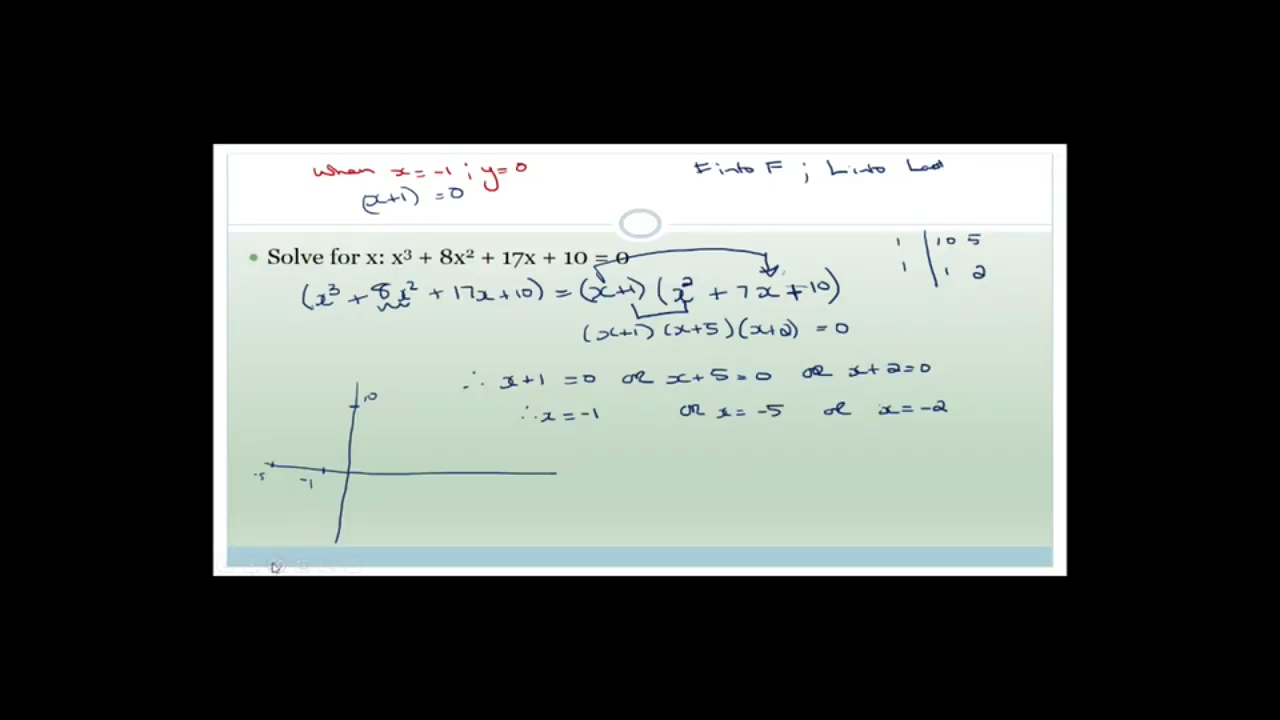 when x = -1 ; y = 0
(x+1) = 0
F into F ; L into Last
• Solve for x: x³ + 8x² + 17x + 10 = 0
1 | 10 5
1 | 1 2
(x³ + 8x² + 17x + 10) = (x+1) (x² + 7x + 10)
(x+1) (x+5) (x+2) = 0
∴ x+1 = 0 or x+5 = 0 or x+2 = 0
∴ x = -1 or x = -5 or x = -2
10
-5 -1